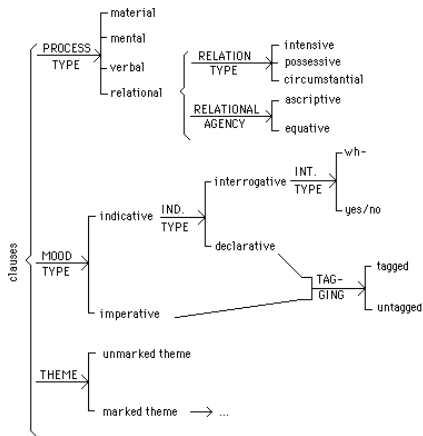 material
PROCESS
TYPE
mental
verbal
relational
RELATION
TYPE
intensive
possessive
circumstantial
RELATIONAL
AGENCY
ascriptive
equative
clauses
MOOD
TYPE
indicative
IND.
TYPE
interrogative
INT.
TYPE
wh-
yes/no
declarative
imperative
TAG-
GING
tagged
untagged
THEME
unmarked theme
marked theme
...